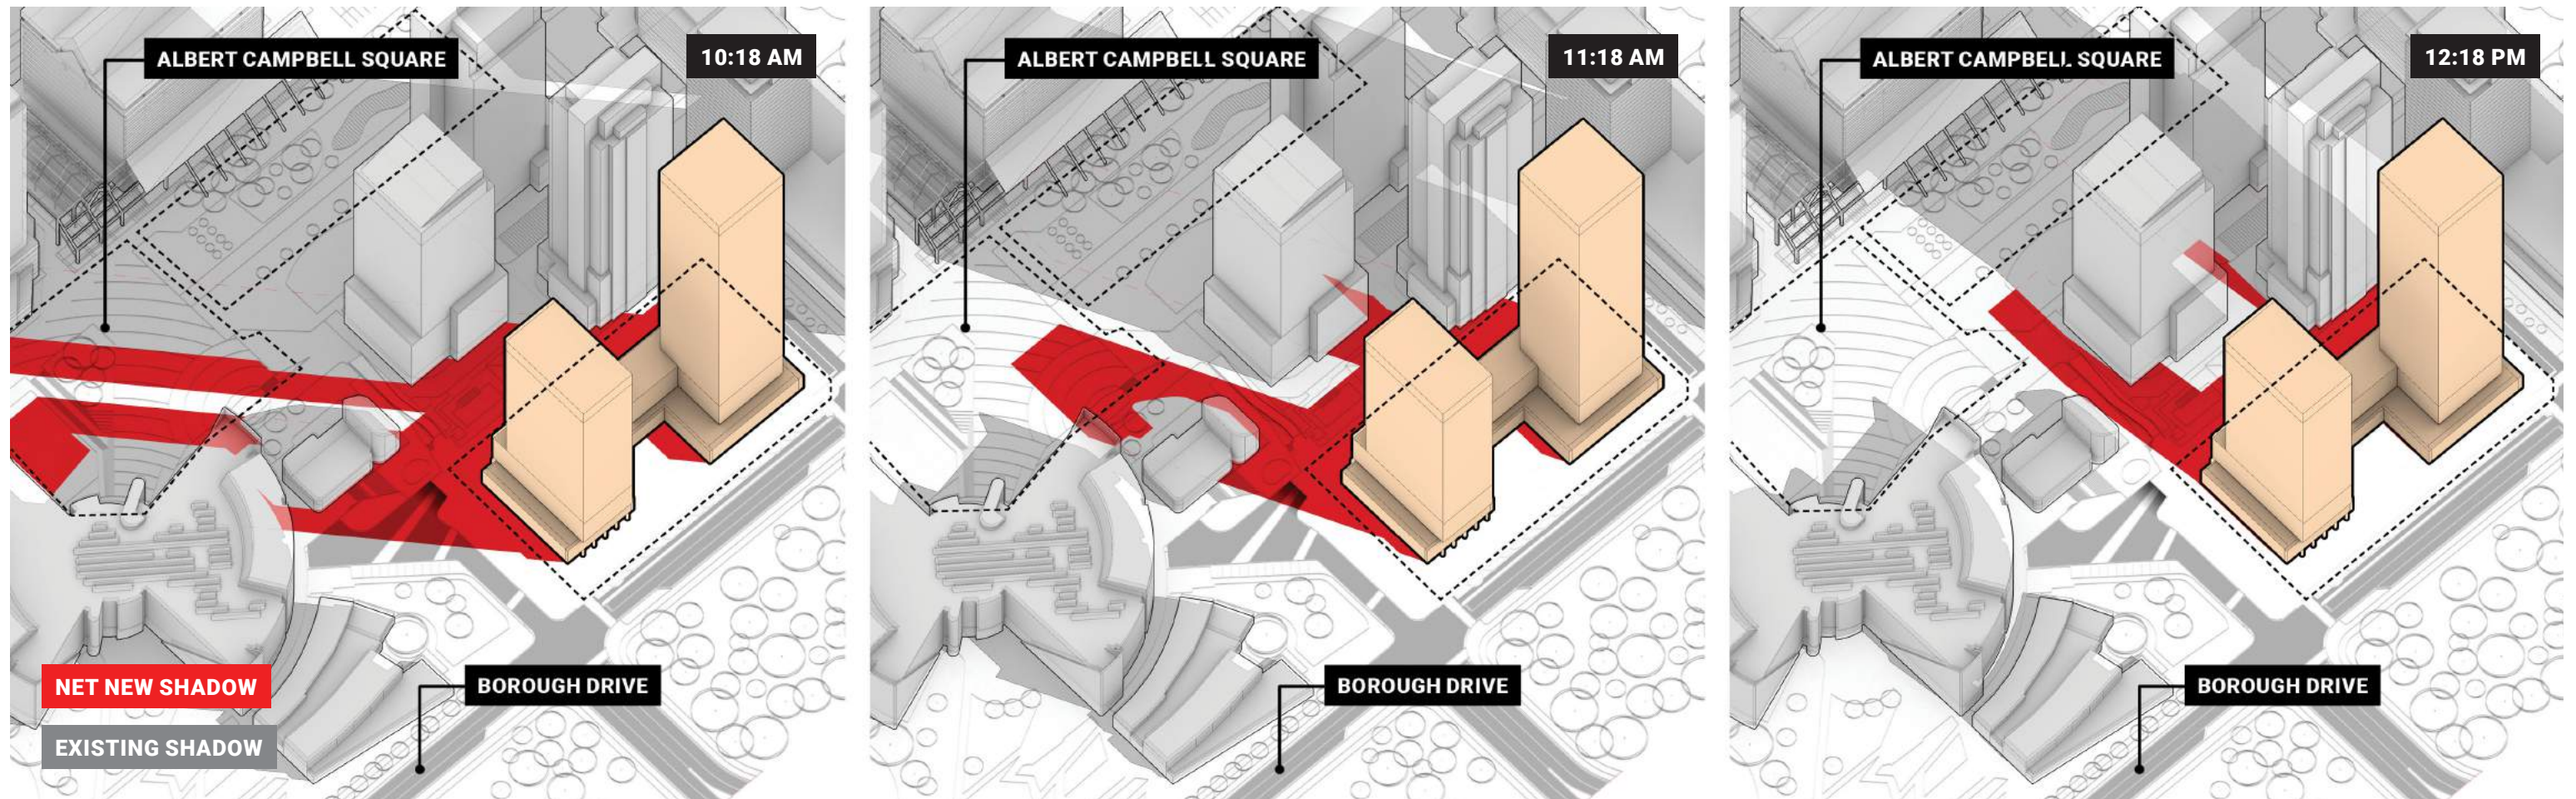 ALBERT CAMPBELL SQUARE
10:18 AM
NET NEW SHADOW
EXISTING SHADOW
BOROUGH DRIVE
ALBERT CAMPBELL SQUARE
11:18 AM
BOROUGH DRIVE
ALBERT CAMPBELL SQUARE
12:18 PM
BOROUGH DRIVE